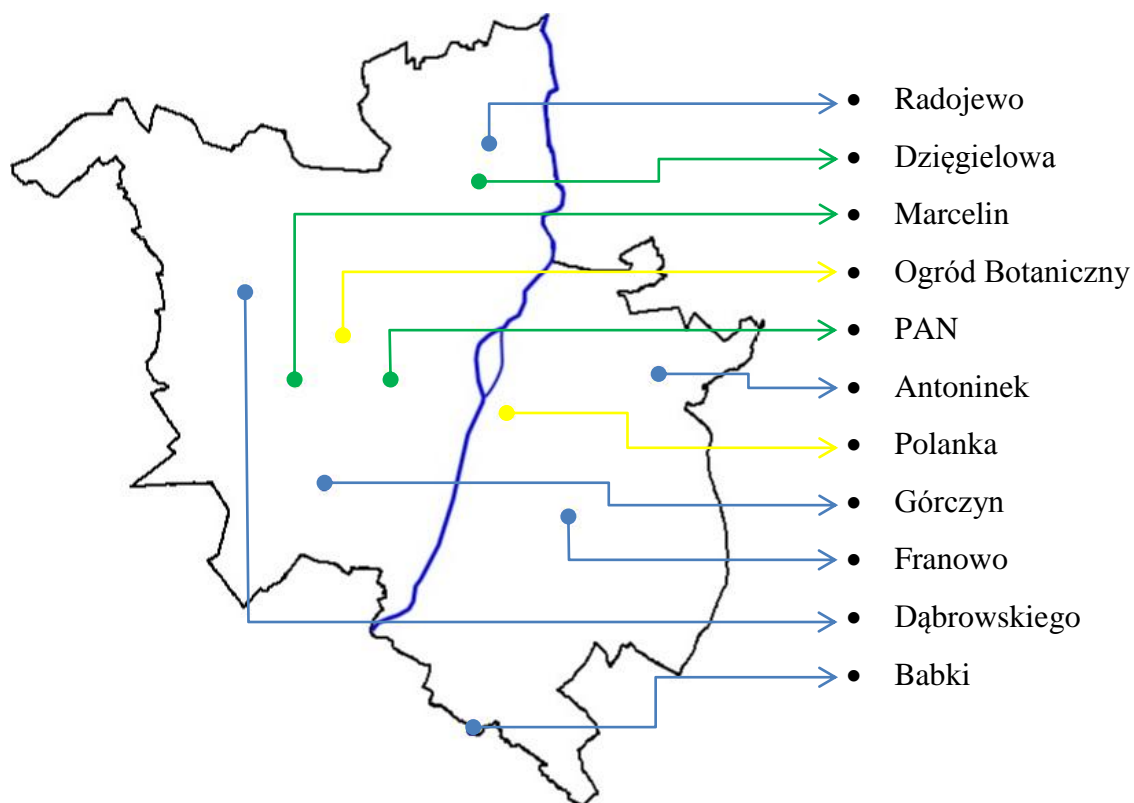 • Radojewo
• Dzięgielowa
• Marcelin
• Ogród Botaniczny
• PAN
• Antoninek
• Polanka
• Górczyn
• Franowo
• Dąbrowskiego
• Babki